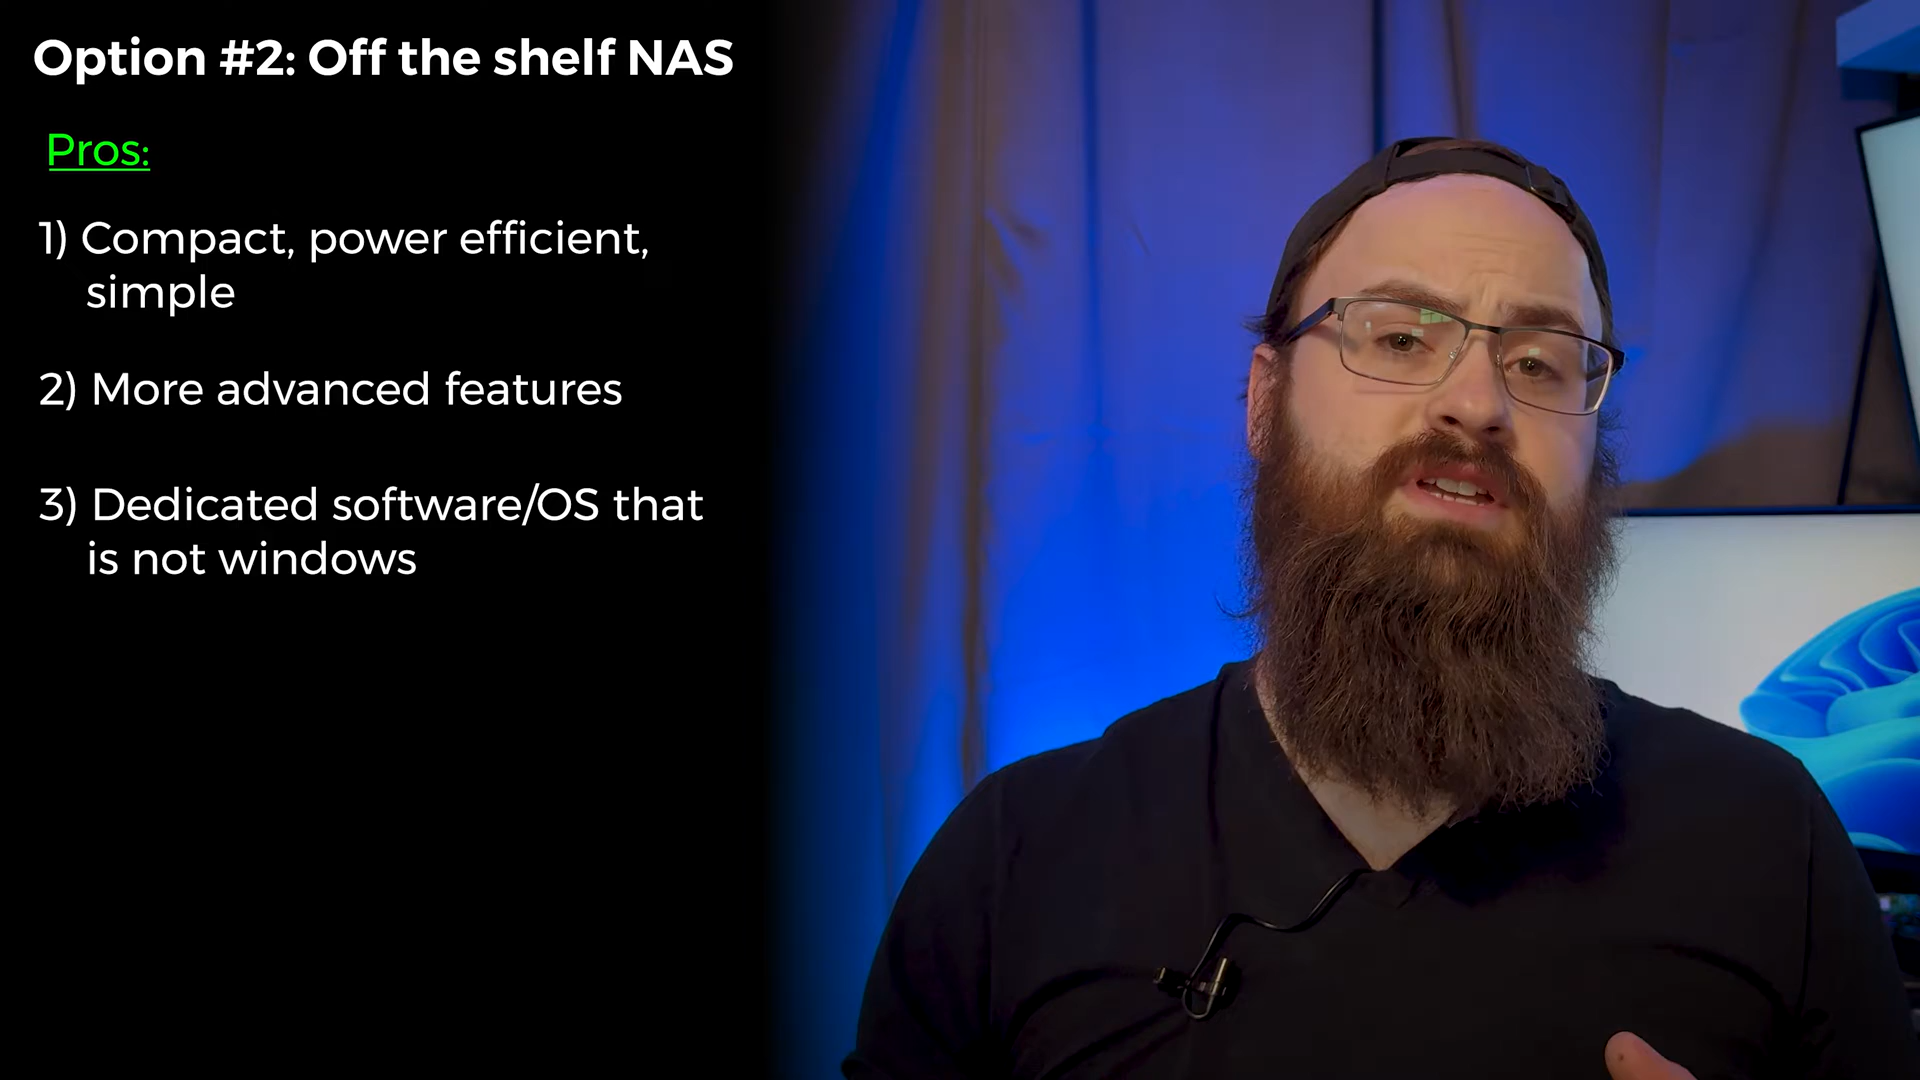 Option #2: Off the shelf NAS
Pros:
1) Compact, power efficient,
simple
2) More advanced features
3) Dedicated software/OS that
is not windows